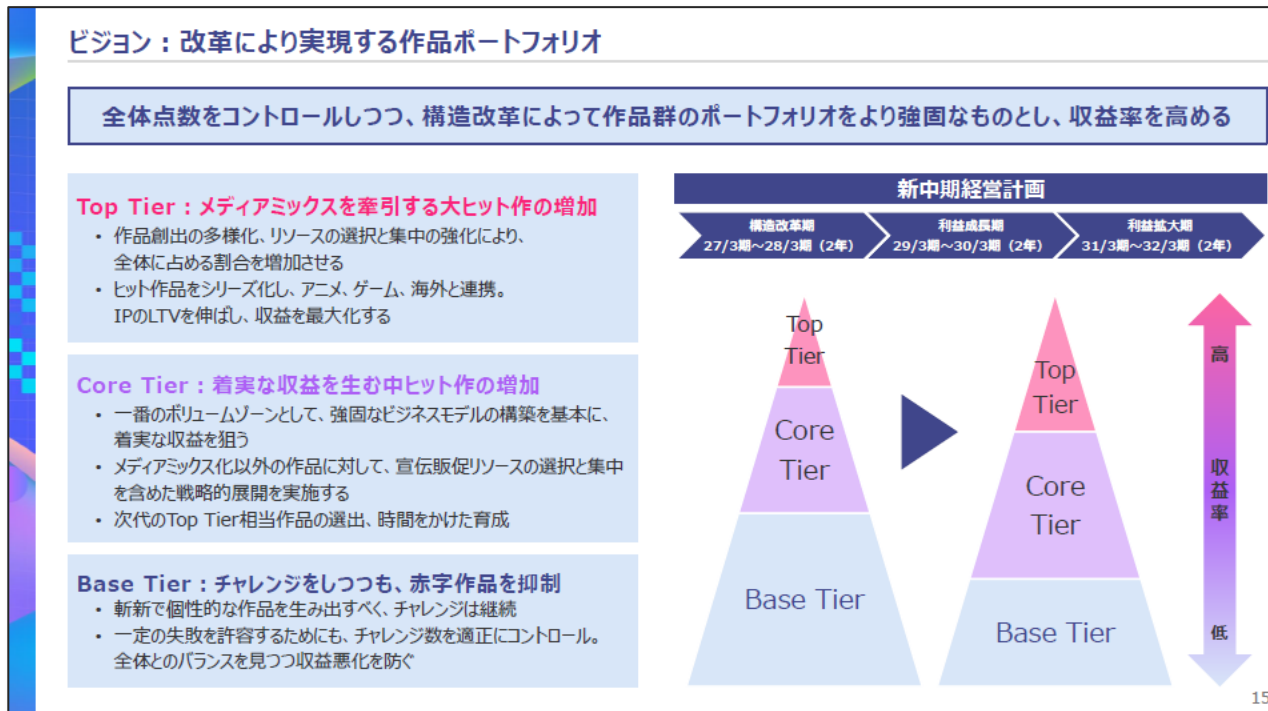 ビジョン：改革により実現する作品ポートフォリオ
全体点数をコントロールしつつ、構造改革によって作品群のポートフォリオをより強固なものとし、収益率を高める
Top Tier：メディアミックスを牽引する大ヒット作の増加
• 作品創出の多様化、リソースの選択と集中の強化により、
全体に占める割合を増加させる
• ヒット作品をシリーズ化し、アニメ、ゲーム、海外と連携。
IPのLTVを伸ばし、収益を最大化する
Core Tier：着実な収益を生む中ヒット作の増加
• 一番のボリュームゾーンとして、強固なビジネスモデルの構築を基本に、
着実な収益を狙う
• メディアミックス化以外の作品に対して、宣伝販促リソースの選択と集中
を含めた戦略的展開を実施する
• 次代のTop Tier相当作品の選出、時間をかけた育成
Base Tier：チャレンジをしつつも、赤字作品を抑制
• 斬新で個性的な作品を生み出すべく、チャレンジは継続
• 一定の失敗を許容するためにも、チャレンジ数を適正にコントロール。
全体とのバランスを見つつ収益悪化を防ぐ
新中期経営計画
構造改革期
27/3期～28/3期（2年）
利益成長期
29/3期～30/3期（2年）
利益拡大期
31/3期～32/3期（2年）
Top
Tier
Core
Tier
Base Tier
Top
Tier
Core
Tier
Base Tier
高
収益率
低
15